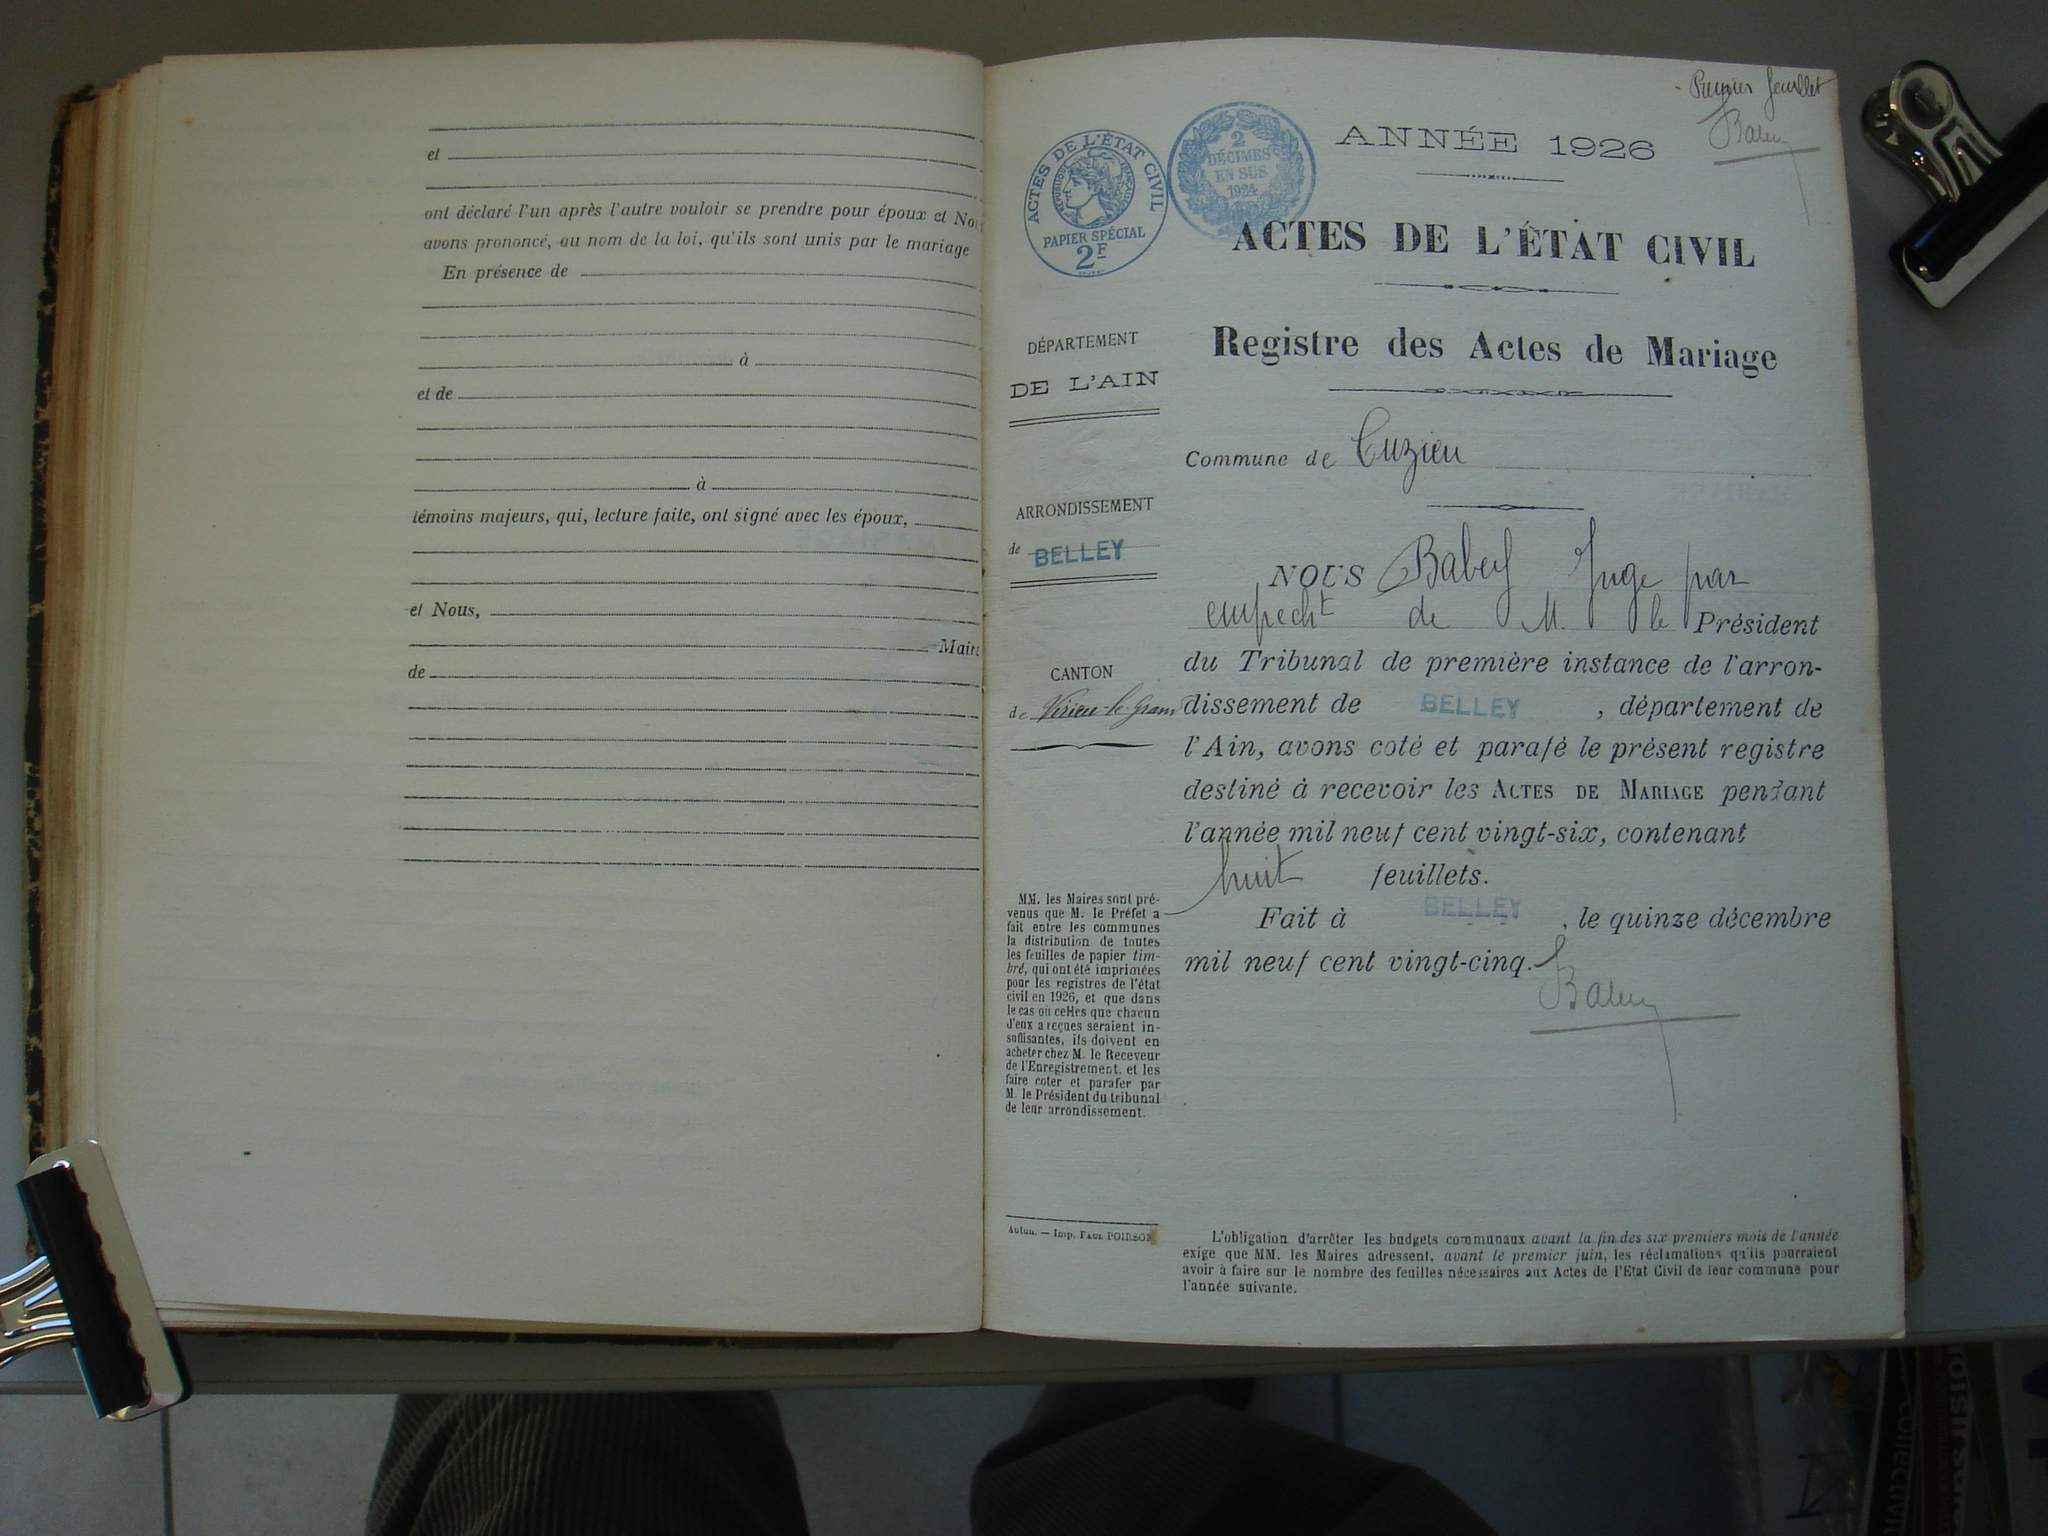 et
ont déclaré l'un après l'autre vouloir se prendre pour époux et Nou
avons prononcé, au nom de la loi, qu'ils sont unis par le mariage
En présence de
à
et de
à
témoins majeurs, qui, lecture faite, ont signé avec les époux,
et Nous,
Maire
de
Premier feuillet
ACTES DE L'ÉTAT CIVIL
RÉPUBLIQUE FRANÇAISE
PAPIER SPÉCIAL
2F
2
DÉCIMES
EN SUS
1924
ANNÉE 1926
ACTES DE L'ÉTAT CIVIL
Registre des Actes de Mariage
DÉPARTEMENT
DE L'AIN
ARRONDISSEMENT
de BELLEY
CANTON
de Virieu-le-Grand
MM. les Maires sont pré-
venus que M. le Préfet a
fait entre les communes
la distribution de toutes
les feuilles de papier tim-
bré, qui ont été imprimées
pour les registres de l'état
civil en 1926, et que dans
le cas où celles que chacun
d'eux a reçues seraient in-
suffisantes, ils doivent en
acheter chez M. le Receveur
de l'Enregistrement, et les
faire coter et parafer par
M. le Président du tribunal
de leur arrondissement.
Autun. — Imp. PAUL POIRSON
Commune de Cuzieu
NOUS Babey Juge par
empecht de M. le Président
du Tribunal de première instance de l'arron-
dissement de BELLEY, département de
l'Ain, avons coté et parafé le présent registre
destiné à recevoir les ACTES DE MARIAGE pendant
l'année mil neuf cent vingt-six, contenant
huit feuillets.
Fait à BELLEY, le quinze décembre
mil neuf cent vingt-cinq.
L'obligation d'arrêter les budgets communaux avant la fin des six premiers mois de l'année
exige que MM. les Maires adressent, avant le premier juin, les réclamations qu'ils pourraient
avoir à faire sur le nombre des feuilles nécessaires aux Actes de l'Etat Civil de leur commune pour
l'année suivante.